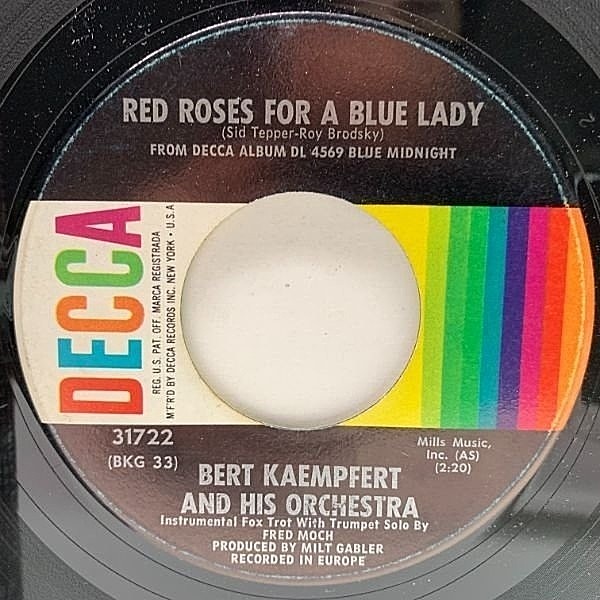 RED ROSES FOR A BLUE LADY
(Sid Tepper-Roy Brodsky)
FROM DECCA ALBUM DL 4569 BLUE MIDNIGHT
DECCA
REG. U.S. PAT. OFF. MARCA REGISTRADA
M'F'R'D BY DECCA RECORDS INC. NEW YORK • U.S.A
31722
(BKG 33)
Mills Music,
Inc. (AS)
(2:20)
BERT KAEMPFERT
AND HIS ORCHESTRA
Instrumental Fox Trot With Trumpet Solo By
FRED MOCH
PRODUCED BY MILT GABLER
RECORDED IN EUROPE